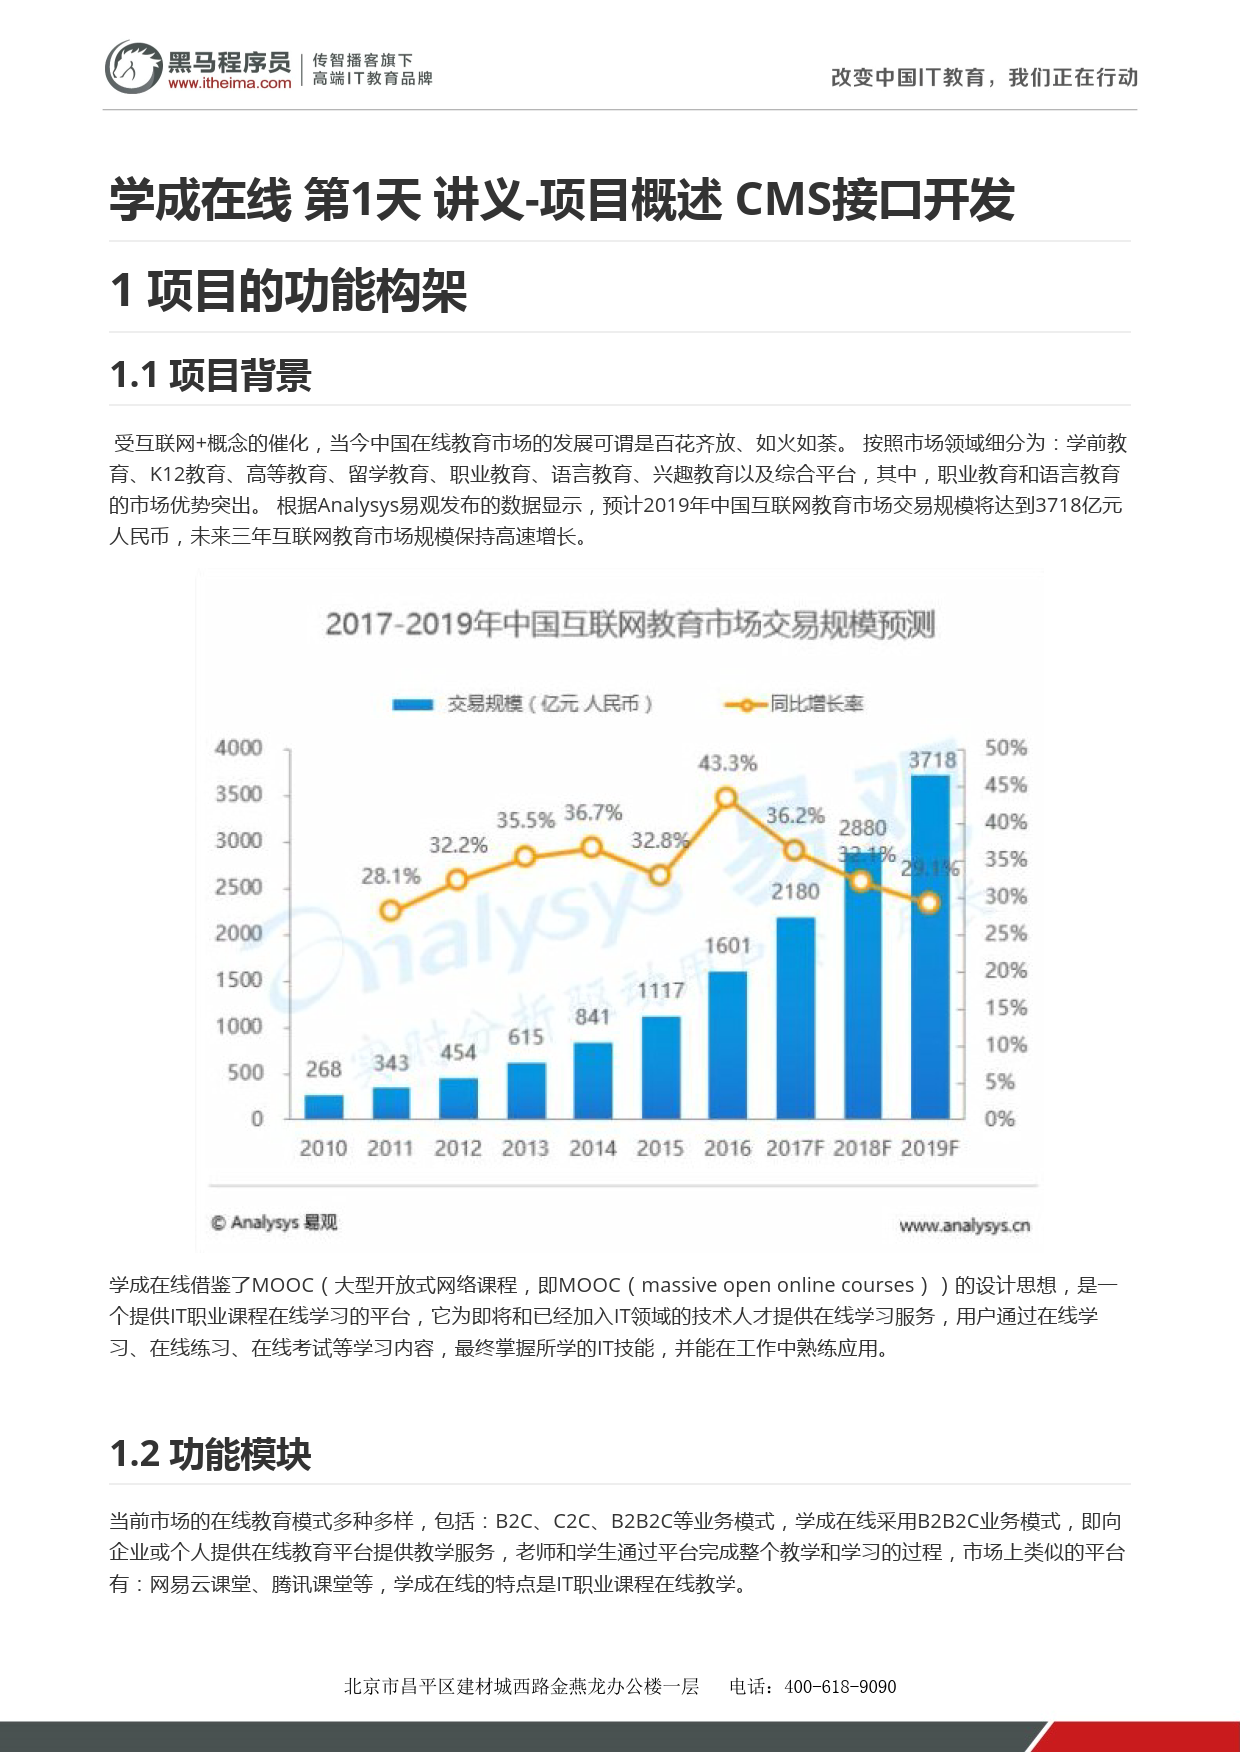 黑马程序员
www.itheima.com
传智播客旗下
高端IT教育品牌
改变中国IT教育，我们正在行动
学成在线 第1天 讲义-项目概述 CMS接口开发
1 项目的功能构架
1.1 项目背景
受互联网+概念的催化，当今中国在线教育市场的发展可谓是百花齐放、如火如荼。 按照市场领域细分为：学前教
育、K12教育、高等教育、留学教育、职业教育、语言教育、兴趣教育以及综合平台，其中，职业教育和语言教育
的市场优势突出。 根据Analysys易观发布的数据显示，预计2019年中国互联网教育市场交易规模将达到3718亿元
人民币，未来三年互联网教育市场规模保持高速增长。
2017-2019年中国互联网教育市场交易规模预测
交易规模（亿元 人民币） 同比增长率
4000 3500 3000 2500 2000 1500 1000 500 0
50% 45% 40% 35% 30% 25% 20% 15% 10% 5% 0%
28.1% 32.2% 35.5% 36.7% 32.8% 43.3% 36.2% 32.1% 29.1%
268 343 454 615 841 1117 1601 2180 2880 3718
2010 2011 2012 2013 2014 2015 2016 2017F 2018F 2019F
Analysys 易观
实时分析驱动用
© Analysys 易观
www.analysys.cn
学成在线借鉴了MOOC（大型开放式网络课程，即MOOC（massive open online courses））的设计思想，是一
个提供IT职业课程在线学习的平台，它为即将和已经加入IT领域的技术人才提供在线学习服务，用户通过在线学
习、在线练习、在线考试等学习内容，最终掌握所学的IT技能，并能在工作中熟练应用。
1.2 功能模块
当前市场的在线教育模式多种多样，包括：B2C、C2C、B2B2C等业务模式，学成在线采用B2B2C业务模式，即向
企业或个人提供在线教育平台提供教学服务，老师和学生通过平台完成整个教学和学习的过程，市场上类似的平台
有：网易云课堂、腾讯课堂等，学成在线的特点是IT职业课程在线教学。
北京市昌平区建材城西路金燕龙办公楼一层 电话：400-618-9090